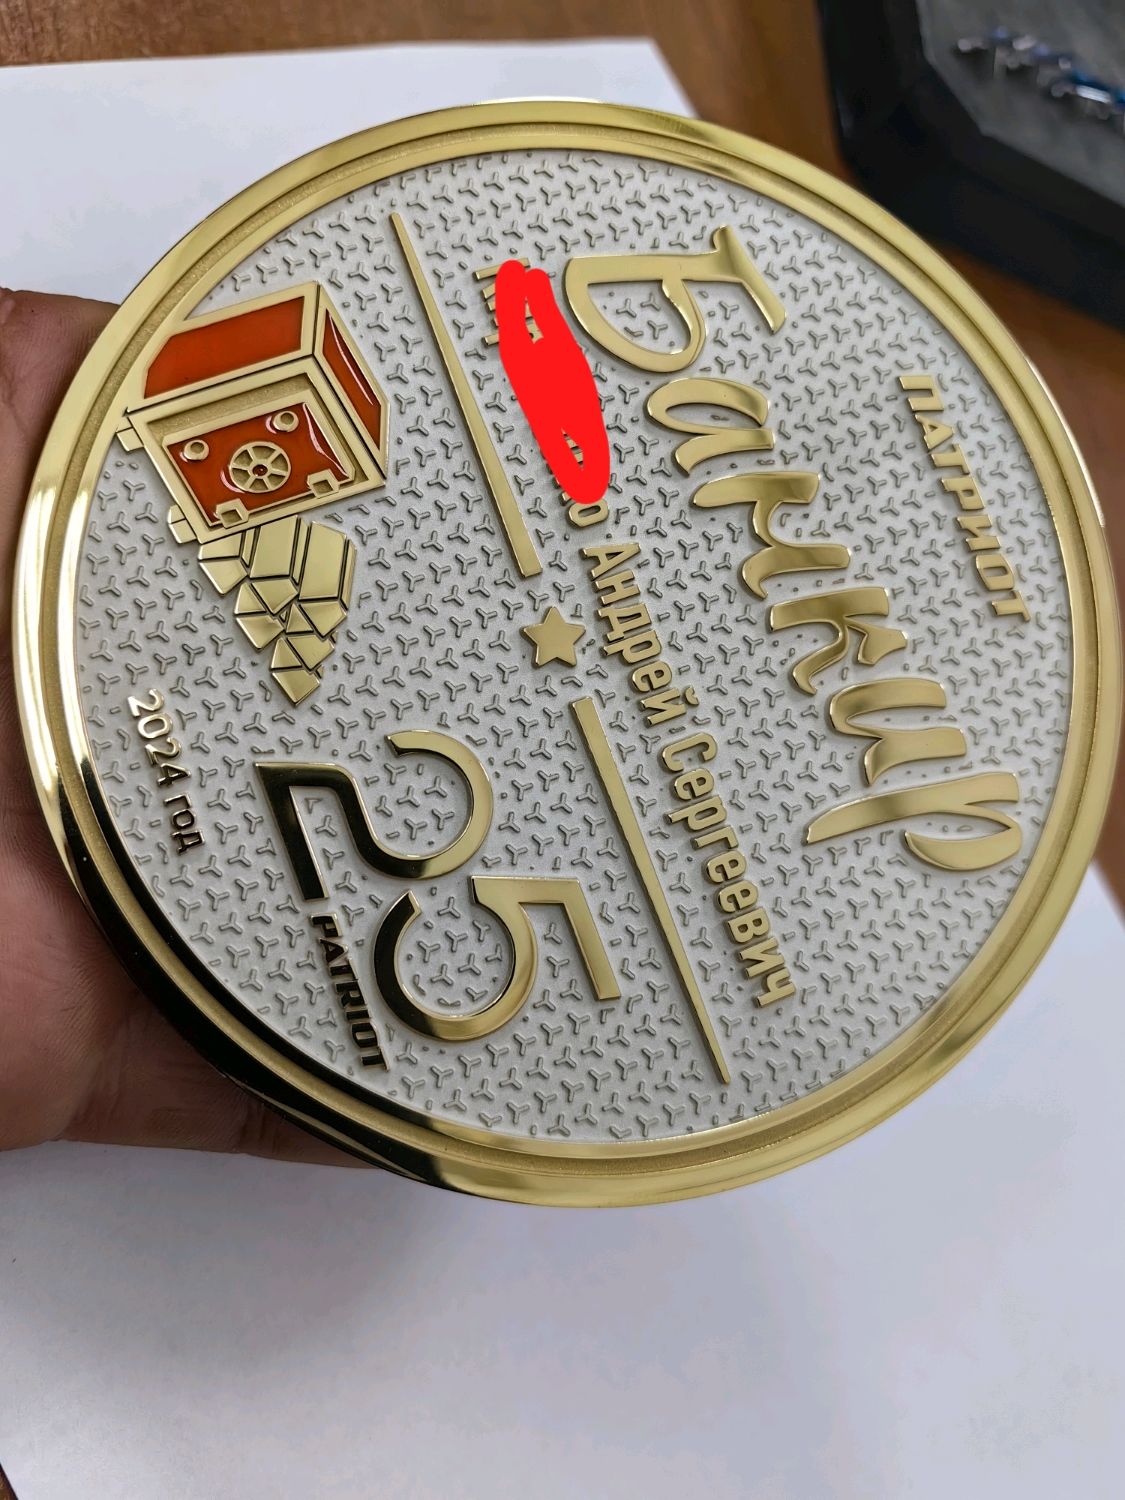 ПАТРИОТ
Банкир
Андрей Сергеевич
25
PATRIOT
2024 год